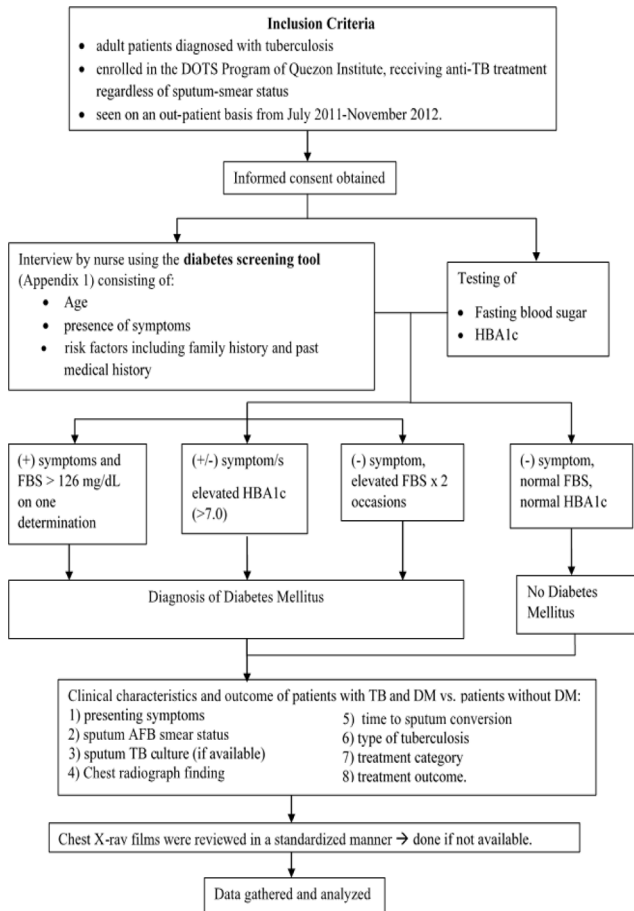 Inclusion Criteria
• adult patients diagnosed with tuberculosis
• enrolled in the DOTS Program of Quezon Institute, receiving anti-TB treatment
regardless of sputum-smear status
• seen on an out-patient basis from July 2011-November 2012.
Informed consent obtained
Interview by nurse using the diabetes screening tool
(Appendix 1) consisting of:
• Age
• presence of symptoms
• risk factors including family history and past
medical history
Testing of
• Fasting blood sugar
• HBA1c
(+) symptoms and
FBS > 126 mg/dL
on one
determination
(+/-) symptom/s
elevated HBA1c
(>7.0)
(-) symptom,
elevated FBS x 2
occasions
(-) symptom,
normal FBS,
normal HBA1c
Diagnosis of Diabetes Mellitus
No Diabetes
Mellitus
Clinical characteristics and outcome of patients with TB and DM vs. patients without DM:
1) presenting symptoms
2) sputum AFB smear status
3) sputum TB culture (if available)
4) Chest radiograph finding
5) time to sputum conversion
6) type of tuberculosis
7) treatment category
8) treatment outcome.
Chest X-ray films were reviewed in a standardized manner → done if not available.
Data gathered and analyzed